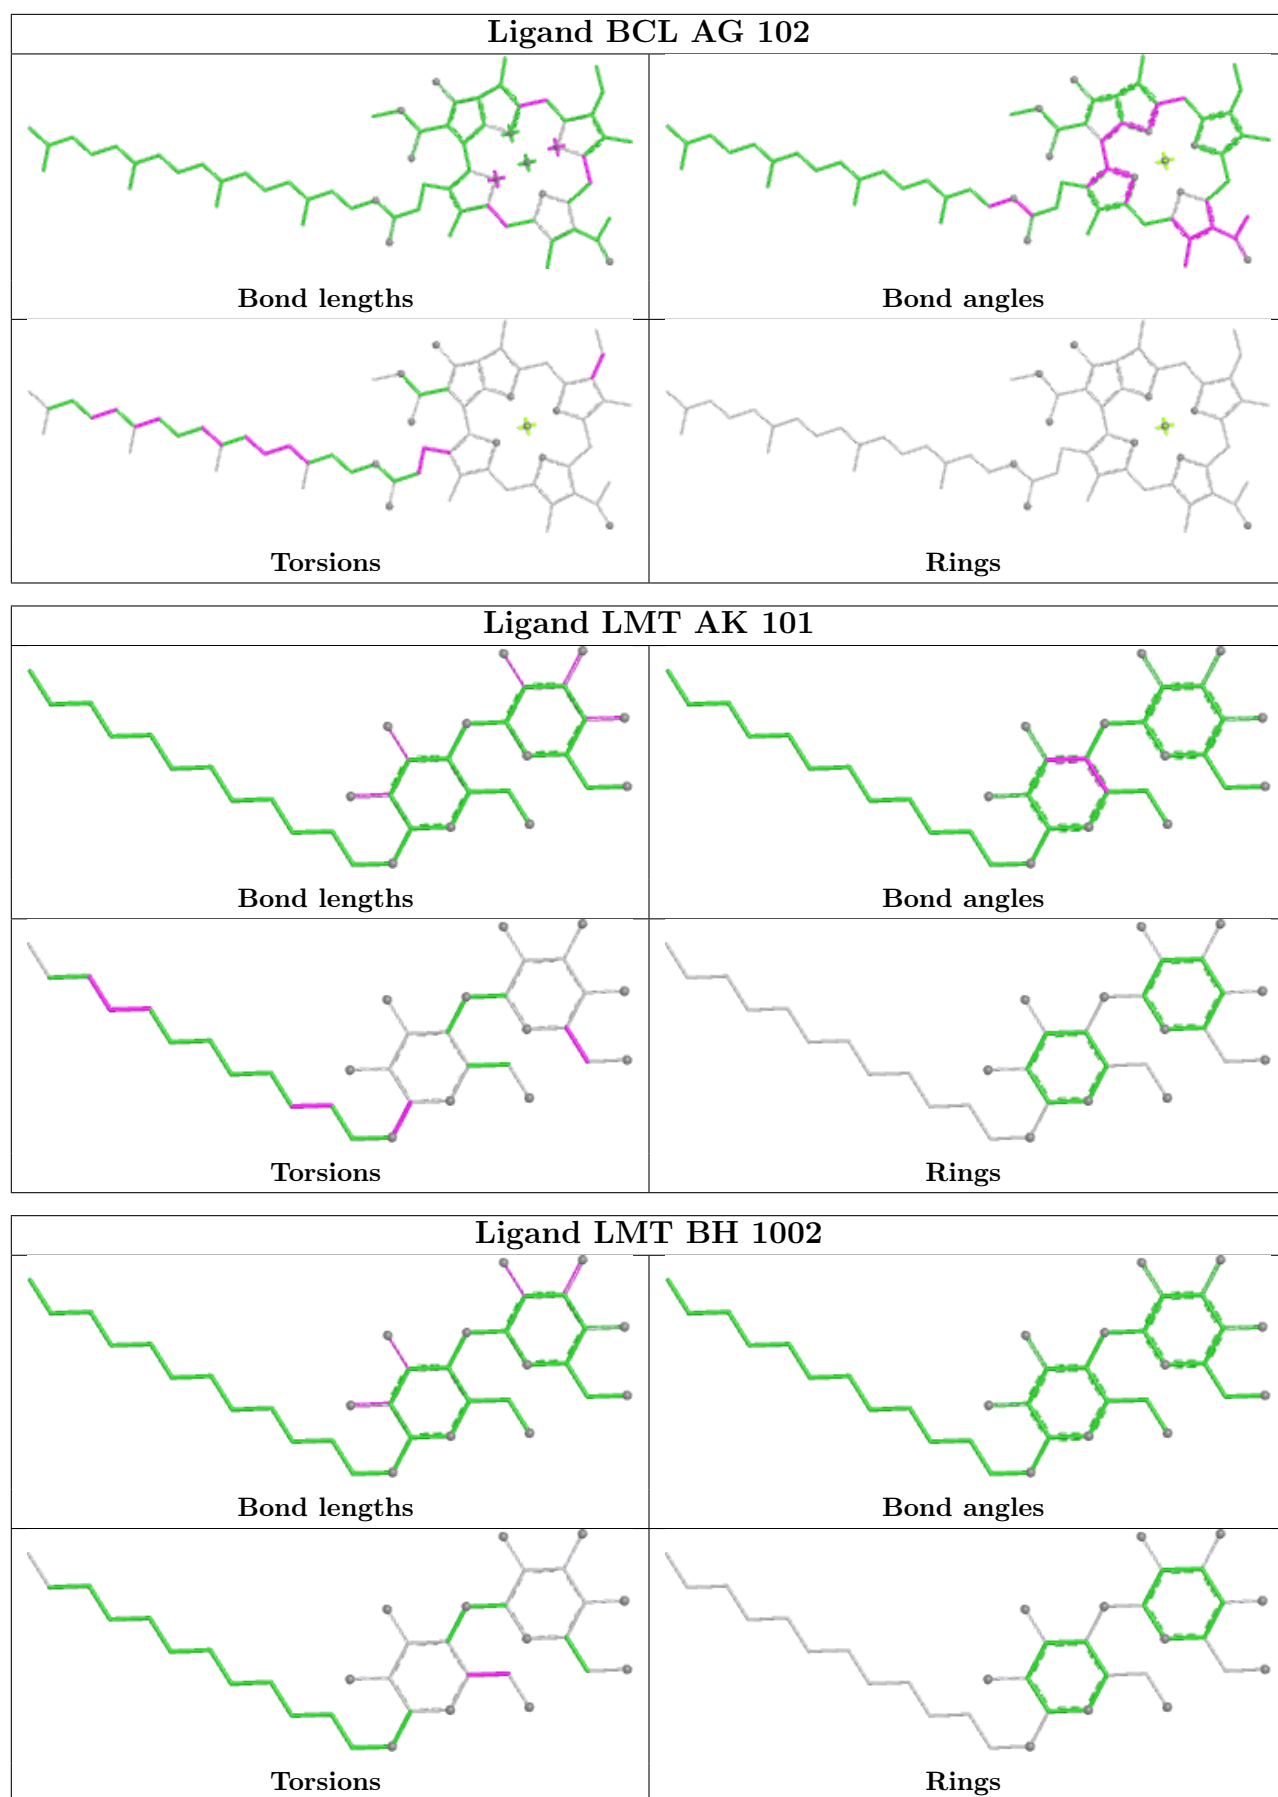 Ligand BCL AG 102
Bond lengths
Bond angles
Torsions
Rings
Ligand LMT AK 101
Bond lengths
Bond angles
Torsions
Rings
Ligand LMT BH 1002
Bond lengths
Bond angles
Torsions
Rings